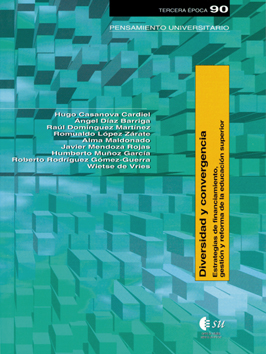 TERCERA ÉPOCA 90
PENSAMIENTO UNIVERSITARIO
Hugo Casanova Cardiel
Ángel Díaz Barriga
Raúl Domínguez Martínez
Romualdo López Zárate
Alma Maldonado
Javier Mendoza Rojas
Humberto Muñoz García
Roberto Rodríguez Gómez-Guerra
Wietse de Vries
Diversidad y convergencia
Estrategias de financiamiento,
gestión y reforma de la educación superior